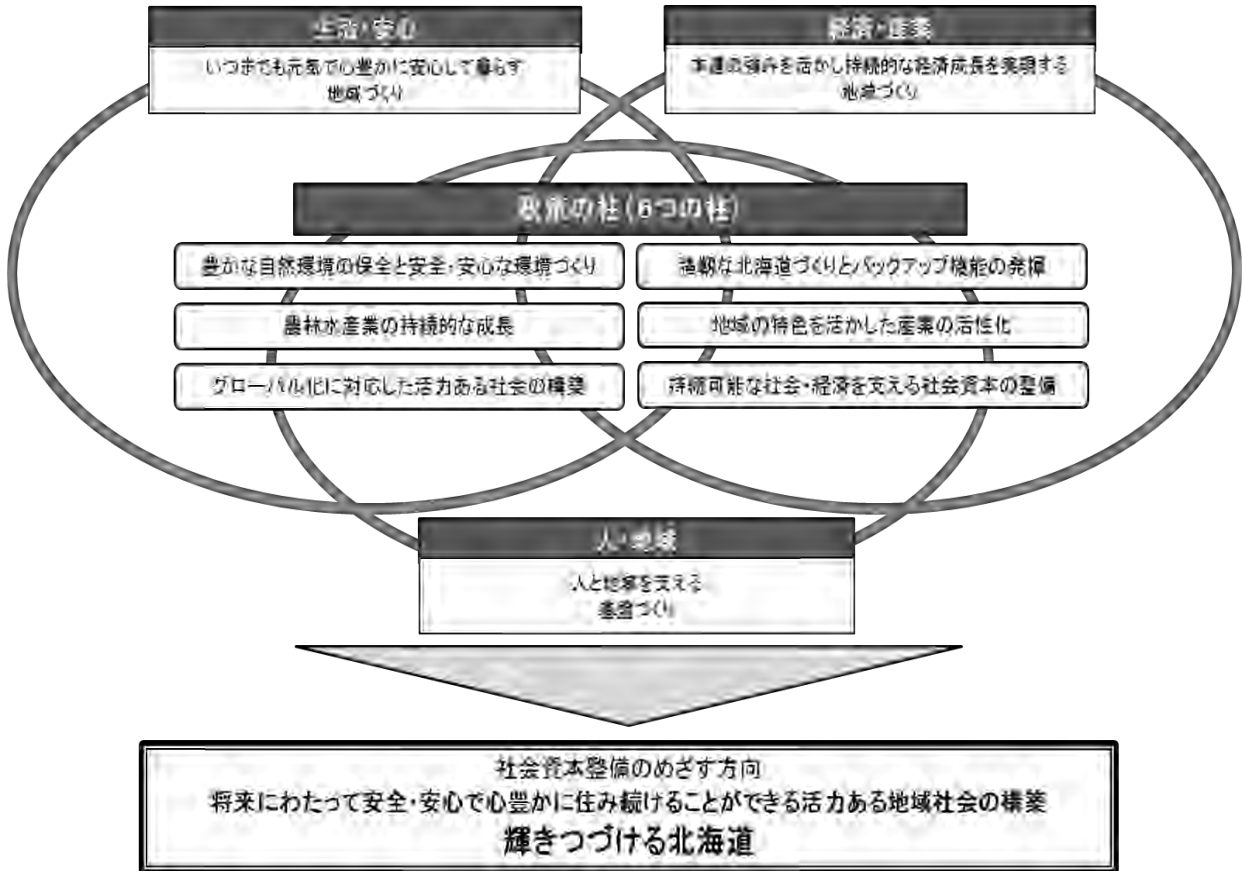 生活・安心
いつまでも元気で心豊かに安心して暮らす
地域づくり
経済・産業
本道の強みを活かし持続的な経済成長を実現する
地域づくり
政策の柱(6つの柱)
豊かな自然環境の保全と安全・安心な環境づくり
強靱な北海道づくりとバックアップ機能の発揮
農林水産業の持続的な成長
地域の特色を活かした産業の活性化
グローバル化に対応した活力ある社会の構築
持続可能な社会・経済を支える社会資本の整備
人・地域
人と地域を支える
基盤づくり
社会資本整備のめざす方向
将来にわたって安全・安心で心豊かに住み続けることができる活力ある地域社会の構築
輝きつづける北海道